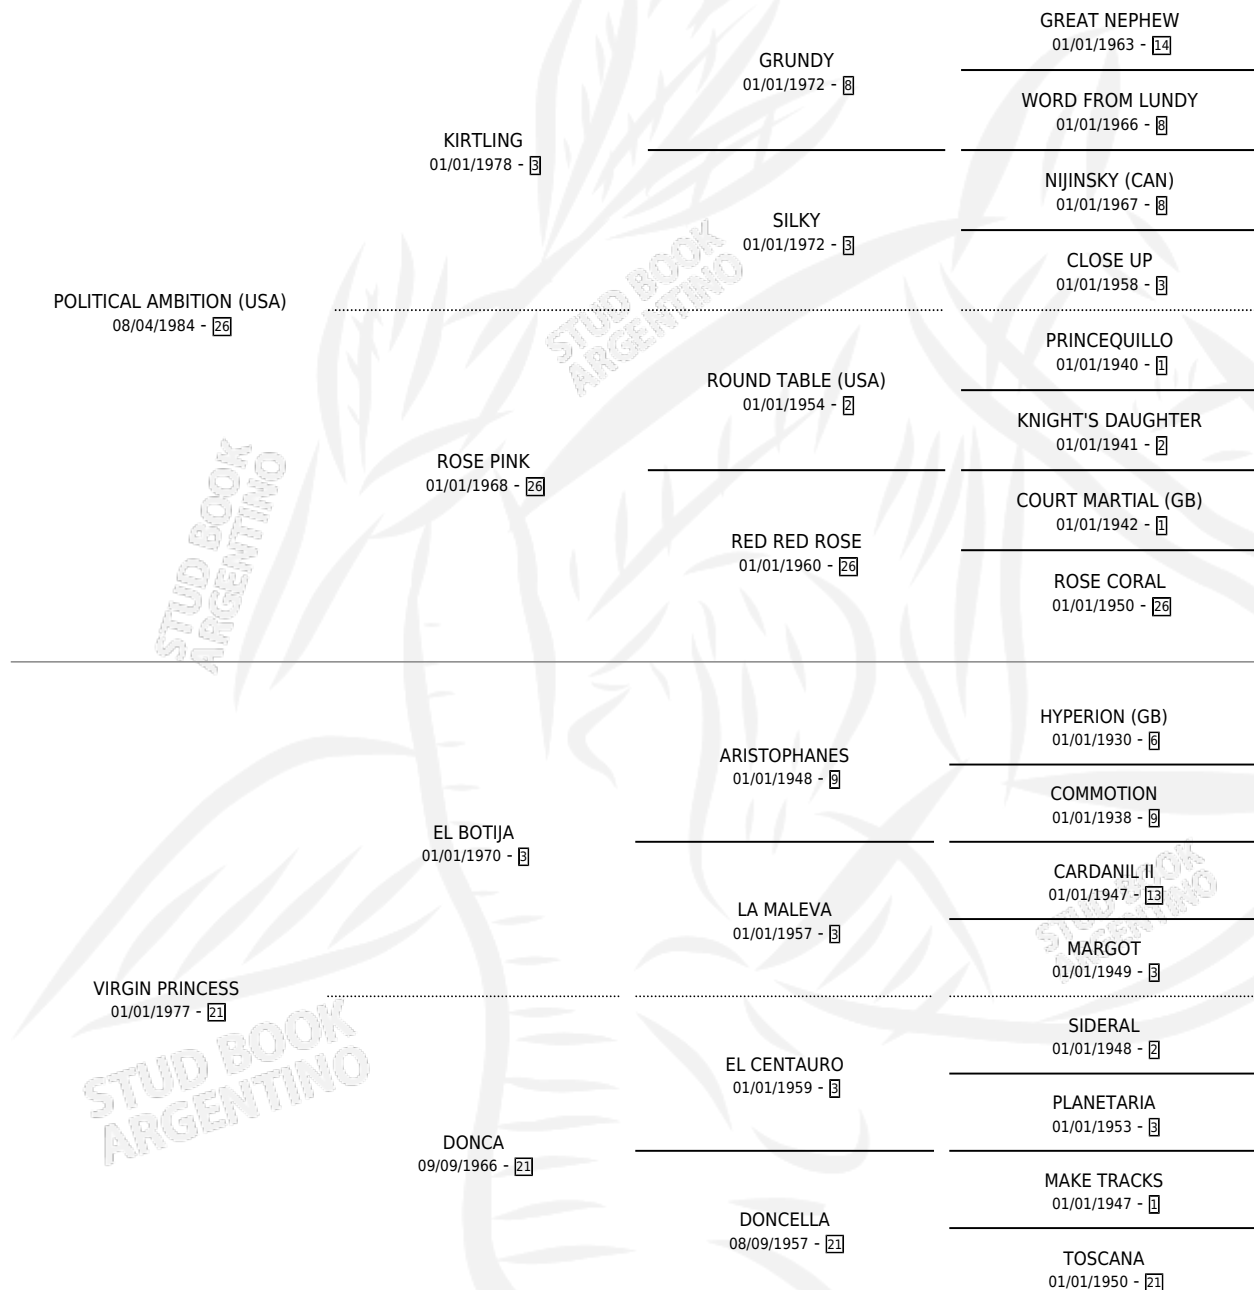 GREAT NEPHEW
01/01/1963 - 14
GRUNDY
01/01/1972 - 8
WORD FROM LUNDY
01/01/1966 - 8
KIRTLING
01/01/1978 - 3
NIJINSKY (CAN)
01/01/1967 - 8
SILKY
01/01/1972 - 3
CLOSE UP
01/01/1958 - 3
POLITICAL AMBITION (USA)
08/04/1984 - 26
PRINCEQUILLO
01/01/1940 - 1
ROUND TABLE (USA)
01/01/1954 - 2
KNIGHT'S DAUGHTER
01/01/1941 - 2
ROSE PINK
01/01/1968 - 26
COURT MARTIAL (GB)
01/01/1942 - 1
RED RED ROSE
01/01/1960 - 26
ROSE CORAL
01/01/1950 - 26
HYPERION (GB)
01/01/1930 - 6
ARISTOPHANES
01/01/1948 - 9
COMMOTION
01/01/1938 - 9
EL BOTIJA
01/01/1970 - 3
CARDANIL II
01/01/1947 - 13
LA MALEVA
01/01/1957 - 3
MARGOT
01/01/1949 - 3
VIRGIN PRINCESS
01/01/1977 - 21
SIDERAL
01/01/1948 - 2
EL CENTAURO
01/01/1959 - 3
PLANETARIA
01/01/1953 - 3
DONCA
09/09/1966 - 21
MAKE TRACKS
01/01/1947 - 1
DONCELLA
08/09/1957 - 21
TOSCANA
01/01/1950 - 21
STUD BOOK
ARGENTINO
STUD BOOK
ARGENTINO
STUD BOOK
ARGENTINO
STUD BOOK
ARGENTINO